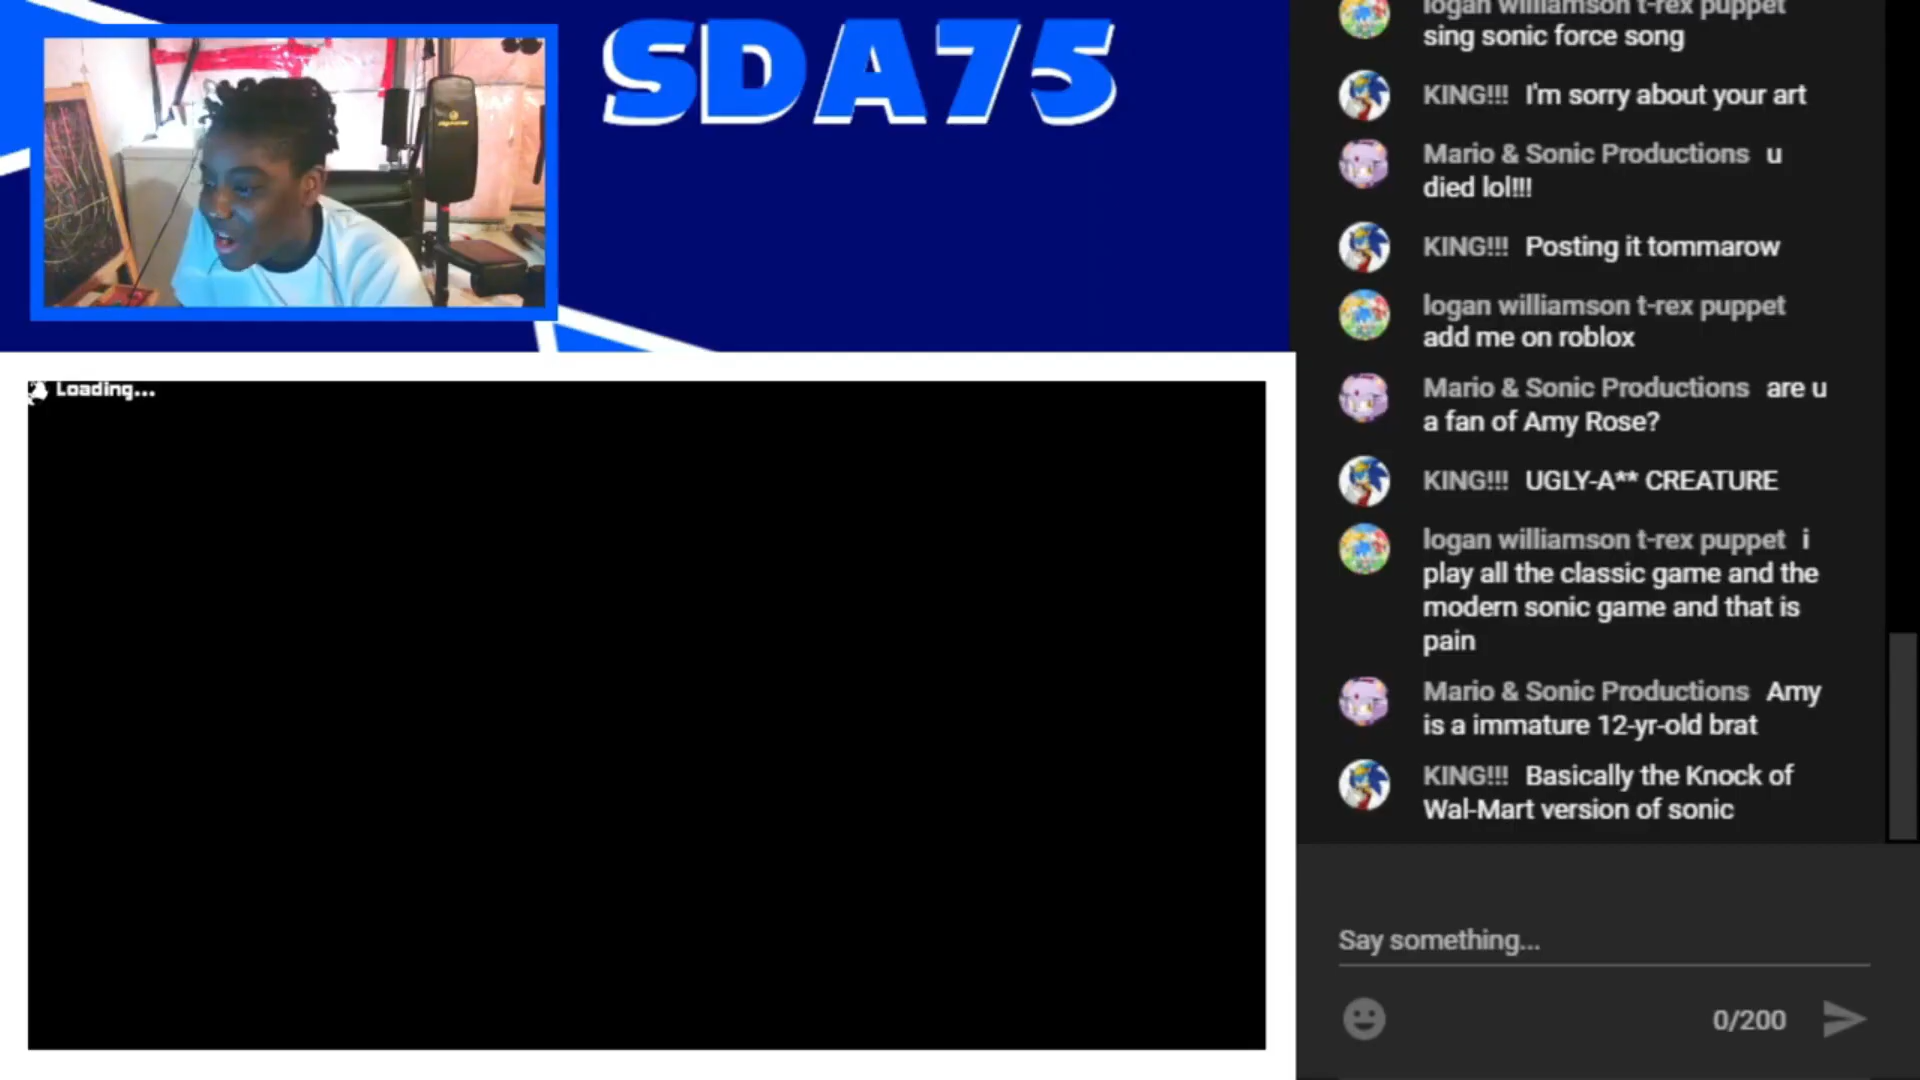 SDA75
Loading...
logan williamson t-rex puppet
sing sonic force song
KING!!! I'm sorry about your art
Mario & Sonic Productions u
died lol!!!
KING!!! Posting it tommarow
logan williamson t-rex puppet
add me on roblox
Mario & Sonic Productions are u
a fan of Amy Rose?
KING!!! UGLY-A** CREATURE
logan williamson t-rex puppet i
play all the classic game and the
modern sonic game and that is
pain
Mario & Sonic Productions Amy
is a immature 12-yr-old brat
KING!!! Basically the Knock of
Wal-Mart version of sonic
Say something...
0/200